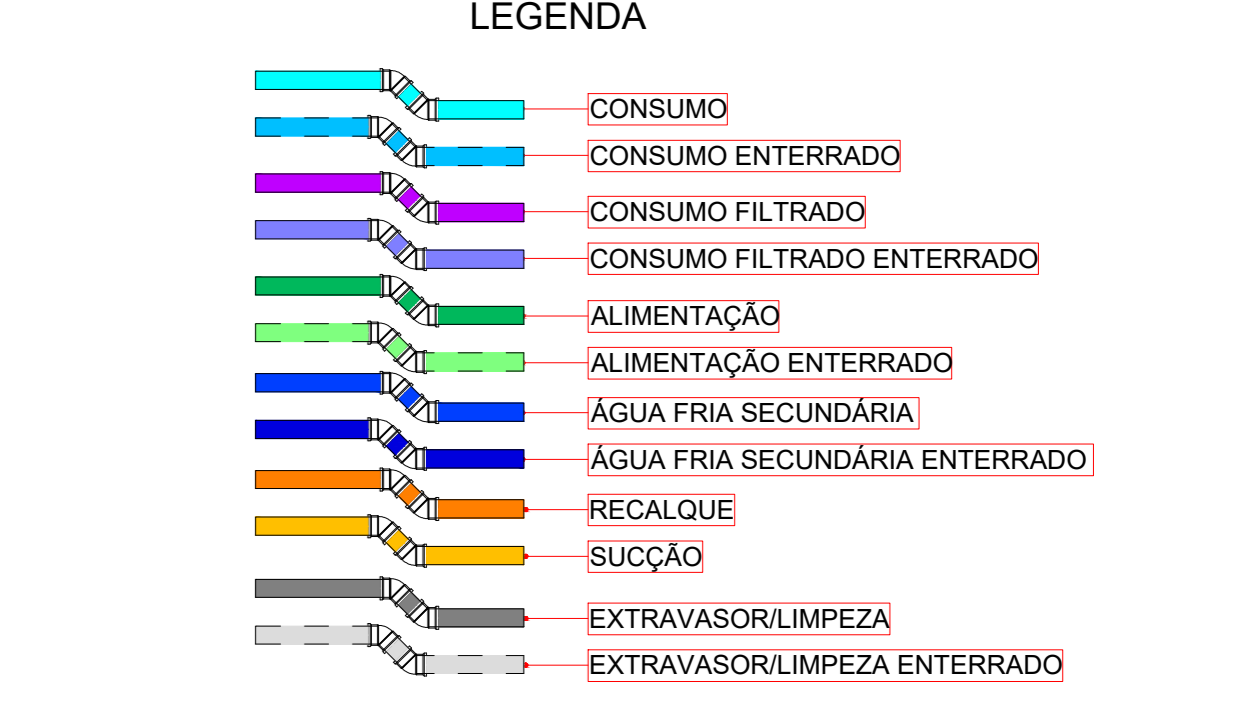 LEGENDA
CONSUMO
CONSUMO ENTERRADO
CONSUMO FILTRADO
CONSUMO FILTRADO ENTERRADO
ALIMENTAÇÃO
ALIMENTAÇÃO ENTERRADO
ÁGUA FRIA SECUNDÁRIA
ÁGUA FRIA SECUNDÁRIA ENTERRADO
RECALQUE
SUCÇÃO
EXTRAVASOR/LIMPEZA
EXTRAVASOR/LIMPEZA ENTERRADO